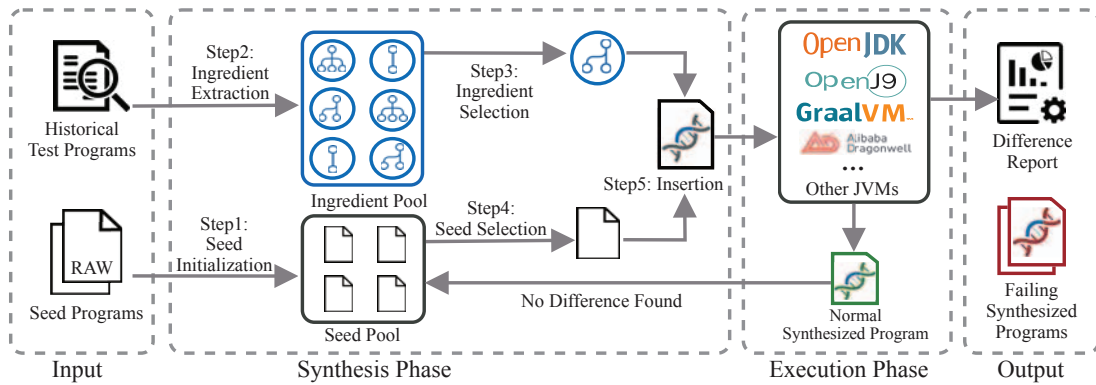 Historical
Test Programs
RAW
Seed Programs
Input
Step2:
Ingredient
Extraction
Step1:
Seed
Initialization
Ingredient Pool
Seed Pool
Step3:
Ingredient
Selection
Step4:
Seed Selection
Step5: Insertion
No Difference Found
Synthesis Phase
OpenJDK
OpenJ9
GraalVM
Alibaba
Dragonwell
...
Other JVMs
Normal
Synthesized Program
Execution Phase
Difference
Report
Failing
Synthesized
Programs
Output